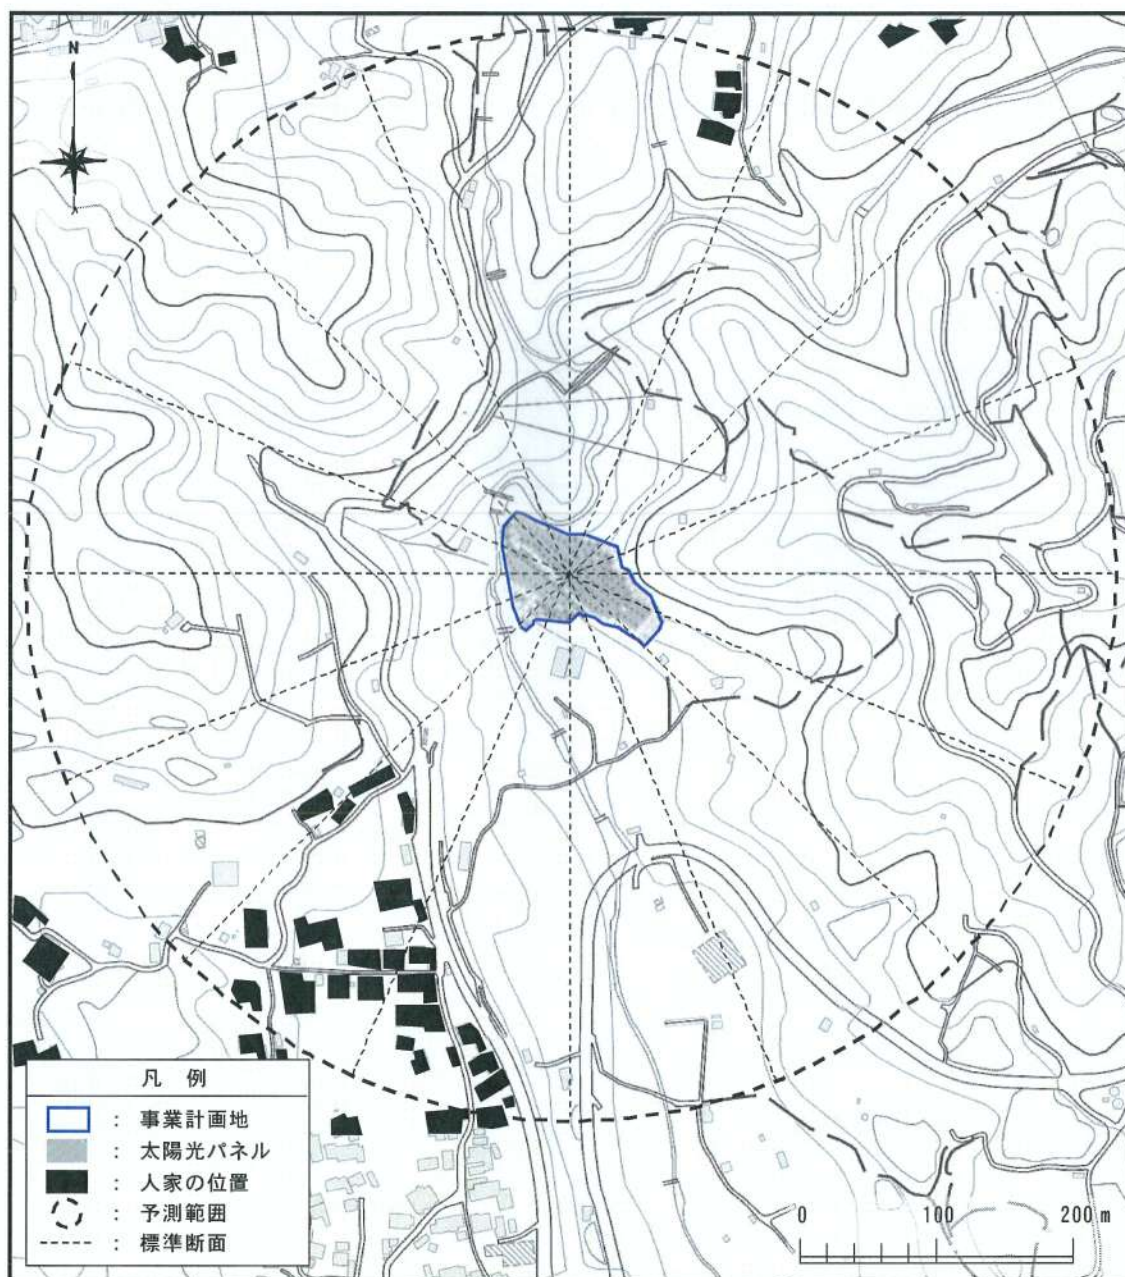 N
凡 例
: 事業計画地
: 太陽光パネル
: 人家の位置
: 予測範囲
: 標準断面
0 100 200 m